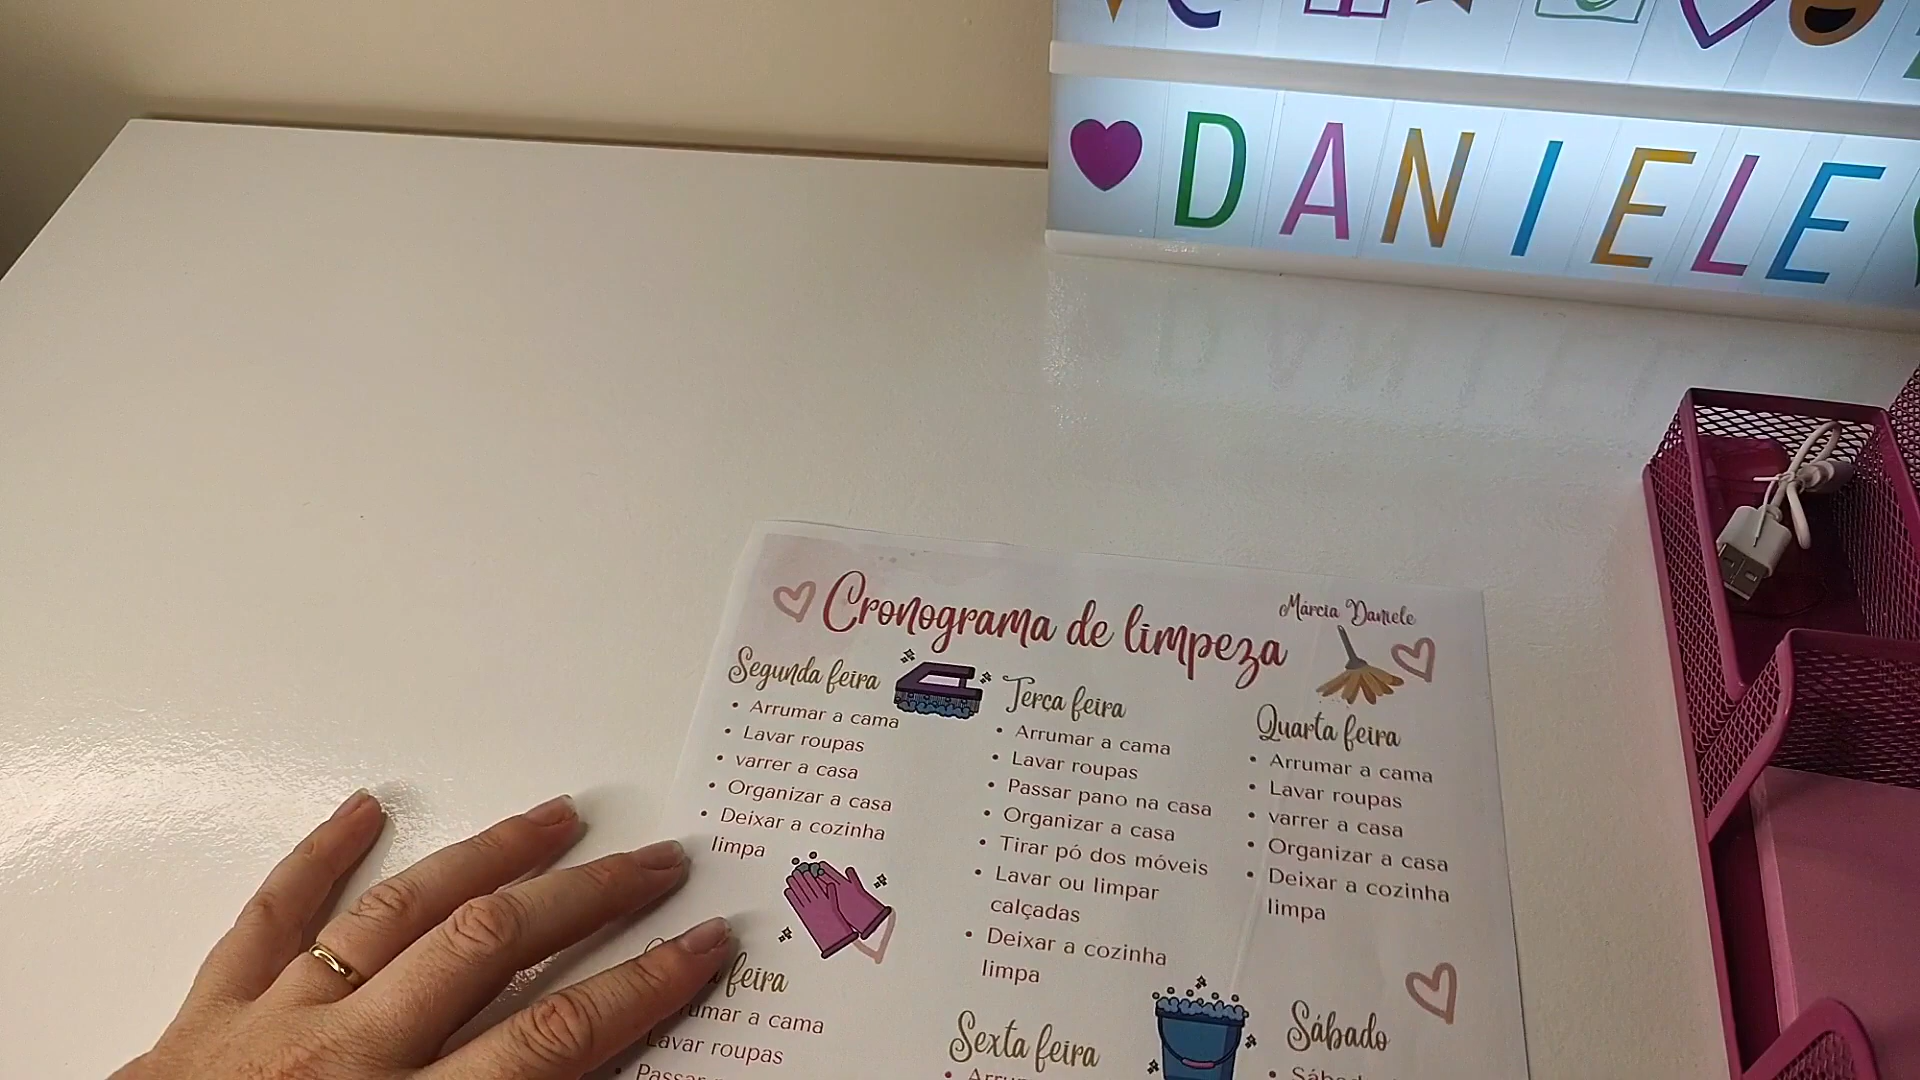 DANIELE
Cronograma de limpeza
Márcia Daniele
Segunda feira
• Arrumar a cama
• Lavar roupas
• varrer a casa
• Organizar a casa
• Deixar a cozinha
limpa
Terça feira
• Arrumar a cama
• Lavar roupas
• Passar pano na casa
• Organizar a casa
• Tirar pó dos móveis
• Lavar ou limpar
calçadas
• Deixar a cozinha
limpa
Quarta feira
• Arrumar a cama
• Lavar roupas
• varrer a casa
• Organizar a casa
• Deixar a cozinha
limpa
feira
a cama
Lavar roupas
Sexta feira
Sábado